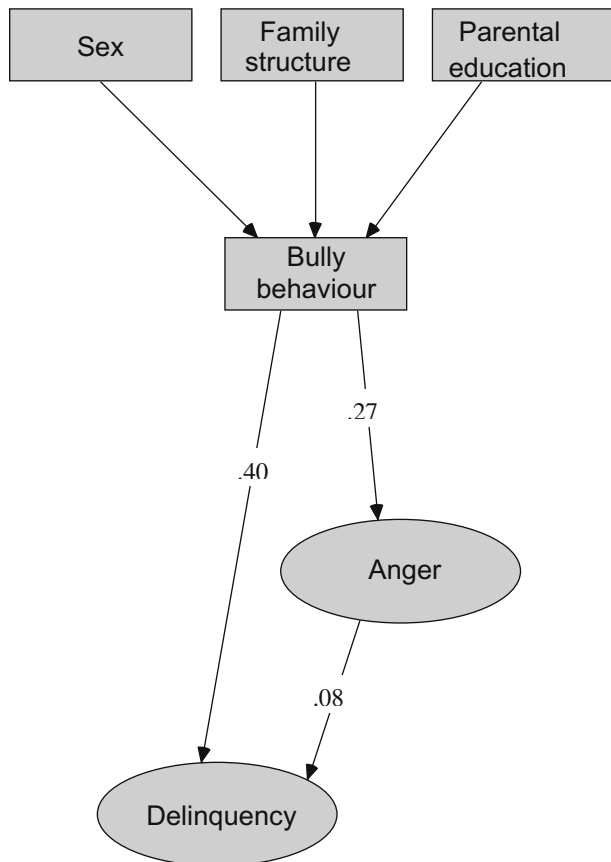 Sex
Family
structure
Parental
education
Bully
behaviour
.27
.40
Anger
.08
Delinquency